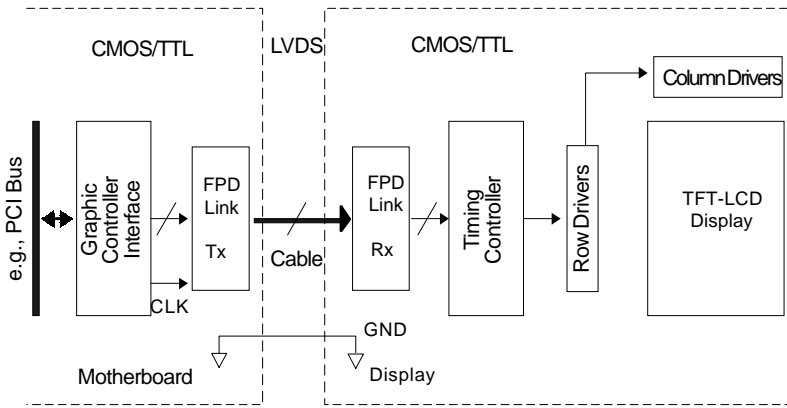 CMOS/TTL
LVDS
CMOS/TTL
Column Drivers
e.g., PCI Bus
Graphic
Controller
Interface
CLK
FPD
Link
Tx
Cable
FPD
Link
Rx
Timing
Controller
Row Drivers
TFT-LCD
Display
GND
Motherboard
Display